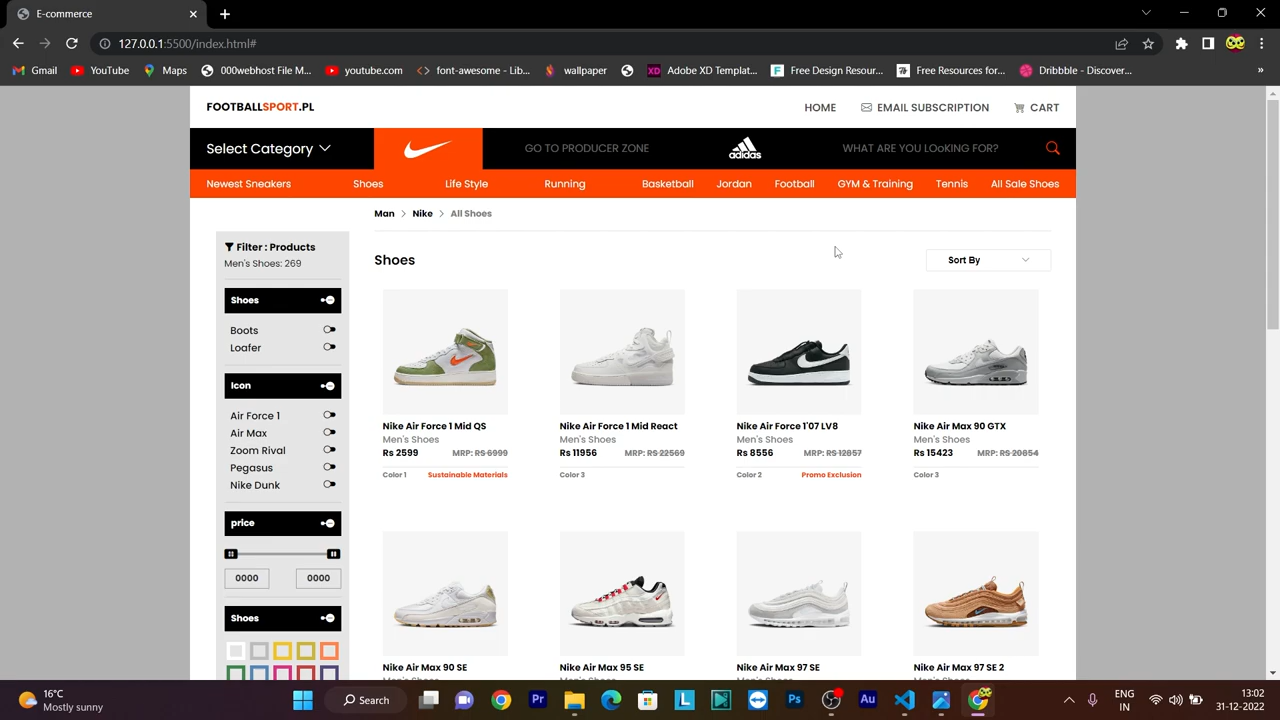 E-commerce
127.0.0.1:5500/index.html#
Gmail YouTube Maps 000webhost File M... youtube.com font-awesome - Lib... wallpaper Adobe XD Templat... Free Design Resour... Free Resources for... Dribbble - Discover...
FOOTBALLSPORT.PL HOME EMAIL SUBSCRIPTION CART
Select Category GO TO PRODUCER ZONE adidas WHAT ARE YOU LOoKING FOR?
Newest Sneakers Shoes Life Style Running Basketball Jordan Football GYM & Training Tennis All Sale Shoes
Man Nike All Shoes
Filter : Products
Men's Shoes: 269
Shoes
Boots
Loafer
Icon
Air Force 1
Air Max
Zoom Rival
Pegasus
Nike Dunk
price
0000 0000
Shoes
Shoes Sort By
Nike Air Force 1 Mid QS
Men's Shoes
Rs 2599 MRP: RS 6999
Color 1 Sustainable Materials
Nike Air Force 1 Mid React
Men's Shoes
RS 11956 MRP: RS 22569
Color 3
Nike Air Force 1'07 LV8
Men's Shoes
Rs 8556 MRP: RS 12857
Color 2 Promo Exclusion
Nike Air Max 90 GTX
Men's Shoes
Rs 15423 MRP: RS 20854
Color 3
Nike Air Max 90 SE
Nike Air Max 95 SE
Nike Air Max 97 SE
Nike Air Max 97 SE 2
16°C
Mostly sunny
Search
ENG
IN
13:02
31-12-2022